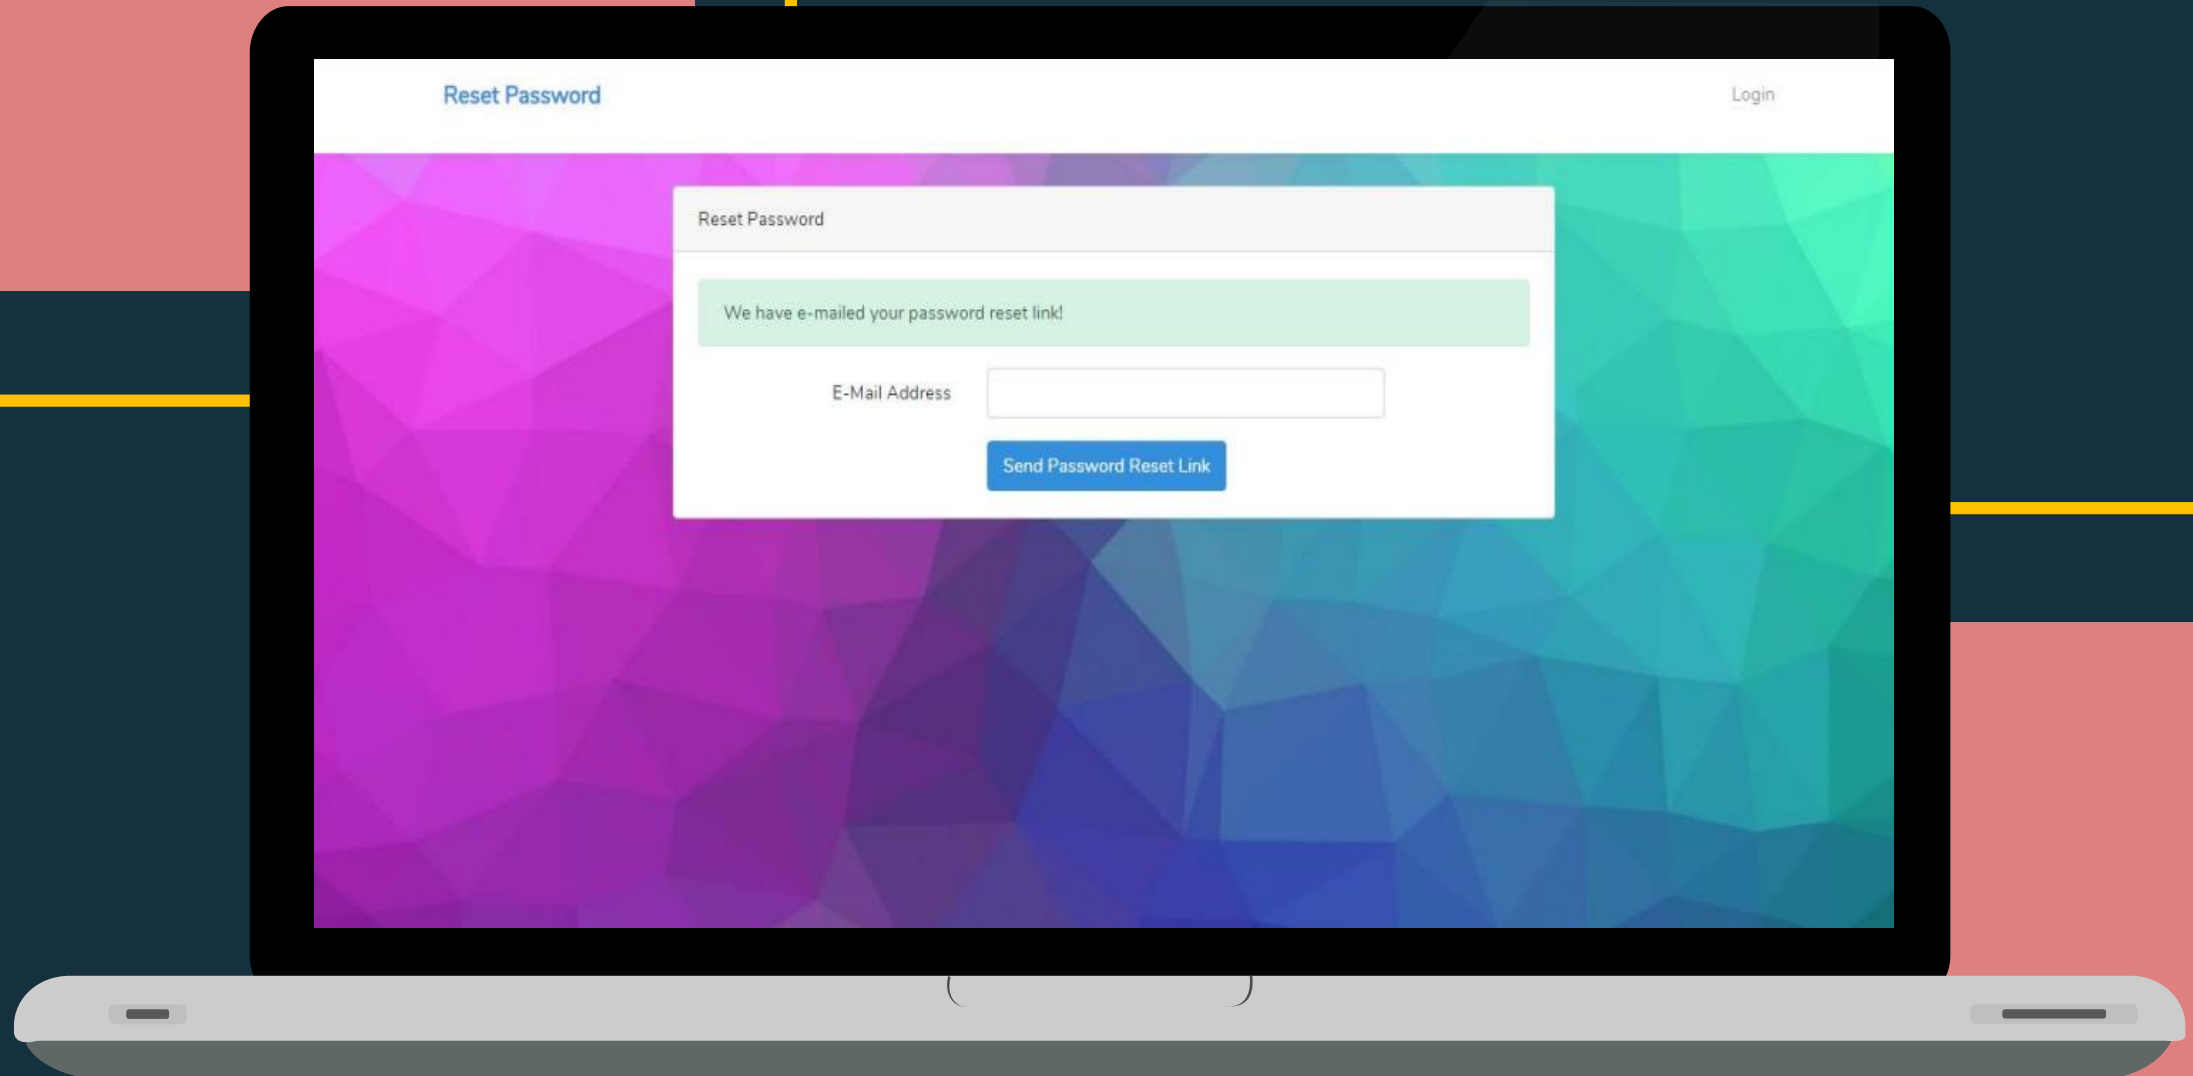 Reset Password
Login
Reset Password
We have e-mailed your password reset link!
E-Mail Address
Send Password Reset Link